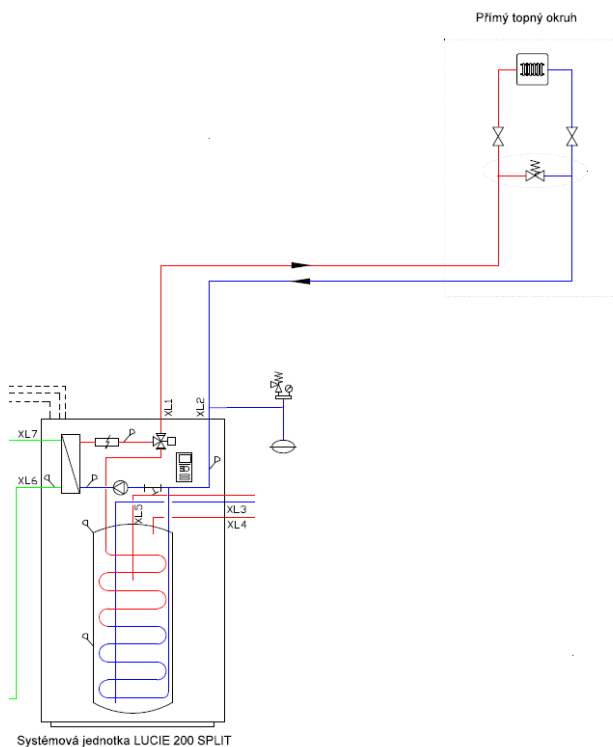 Přímý topný okruh
XL1
XL2
XL7
XL6
XL5
XL3
XL4
Systémová jednotka LUCIE 200 SPLIT